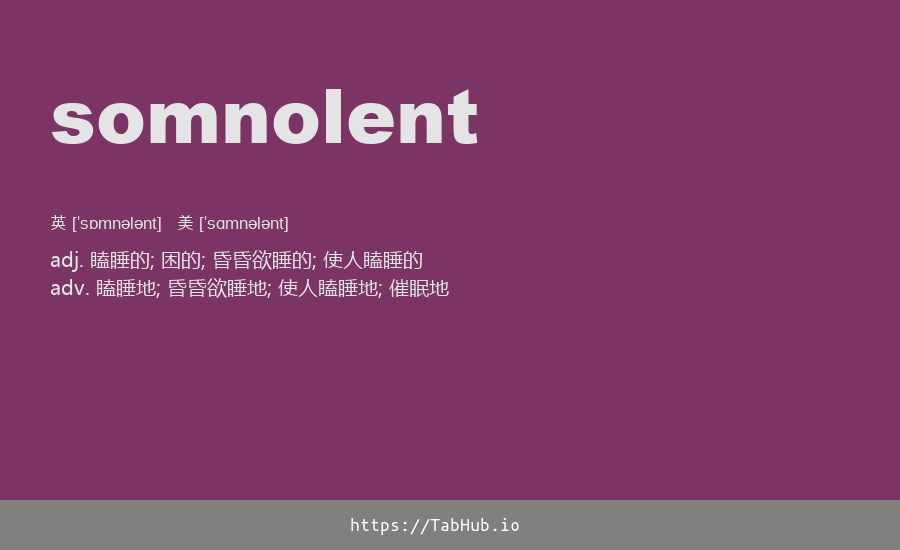 somnolent
英 [ˈsɒmnələnt] 美 [ˈsɑmnələnt]
adj. 瞌睡的; 困的; 昏昏欲睡的; 使人瞌睡的
adv. 瞌睡地; 昏昏欲睡地; 使人瞌睡地; 催眠地
https://TabHub.io